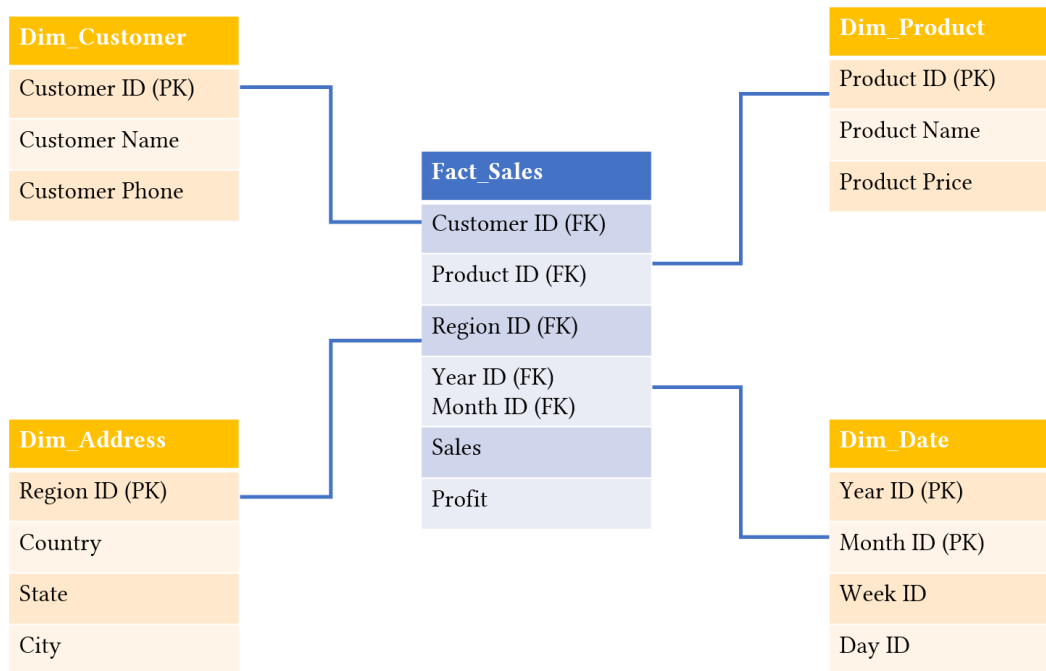 Dim_Customer
Customer ID (PK)
Customer Name
Customer Phone
Dim_Product
Product ID (PK)
Product Name
Product Price
Fact_Sales
Customer ID (FK)
Product ID (FK)
Region ID (FK)
Year ID (FK)
Month ID (FK)
Sales
Profit
Dim_Address
Region ID (PK)
Country
State
City
Dim_Date
Year ID (PK)
Month ID (PK)
Week ID
Day ID